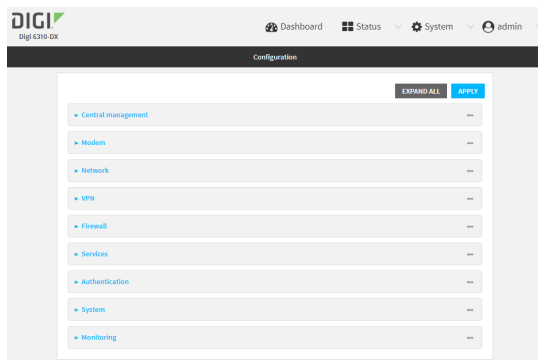 DIGI
Digi 6310-DX
Dashboard Status System admin
Configuration
EXPAND ALL APPLY
Central management
Modem
Network
VPN
Firewall
Services
Authentication
System
Monitoring